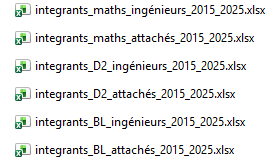 integrants_maths_ingénieurs_2015_2025.xlsx
integrants_maths_attachés_2015_2025.xlsx
integrants_D2_ingénieurs_2015_2025.xlsx
integrants_D2_attachés_2015_2025.xlsx
integrants_BL_ingénieurs_2015_2025.xlsx
integrants_BL_attachés_2015_2025.xlsx